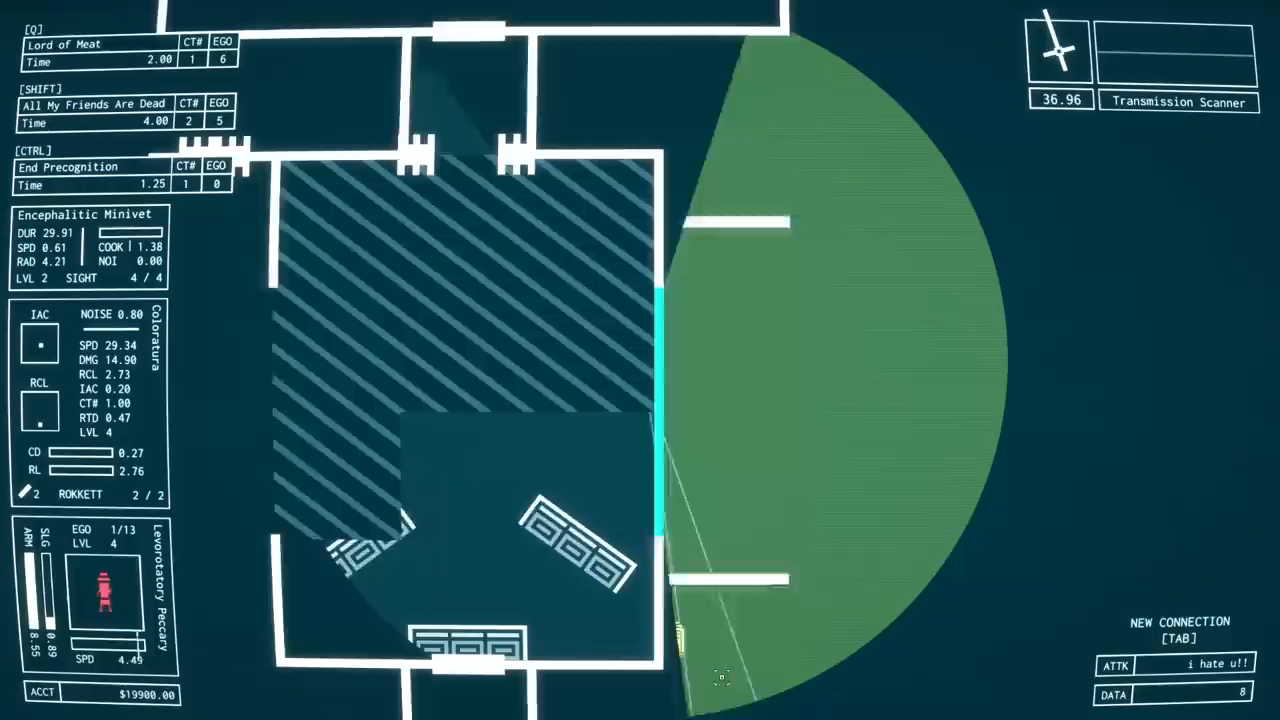 [Q]
Lord of Meat CT# EGO
Time 2.00 1 6
[SHIFT]
All My Friends Are Dead CT# EGO
Time 4.00 2 5
[CTRL]
End Precognition CT# EGO
Time 1.25 1 0
Encephalitic Minivet
DUR 29.91
SPD 0.61 COOK 1.38
RAD 4.21 NOI 0.00
LVL 2 SIGHT 4 / 4
Coloratura
IAC NOISE 0.80
SPD 29.34
DMG 14.90
RCL RCL 2.73
IAC 0.20
CT# 1.00
RTD 0.47
LVL 4
CD 0.27
RL 2.76
2 ROKKETT 2 / 2
Levorotatory Peccary
ARM SLG EGO 1/13
LVL 4
8.55 0.89
SPD 4.49
ACCT $19900.00
36.96 Transmission Scanner
NEW CONNECTION
[TAB]
ATTK i hate u!!
DATA 8